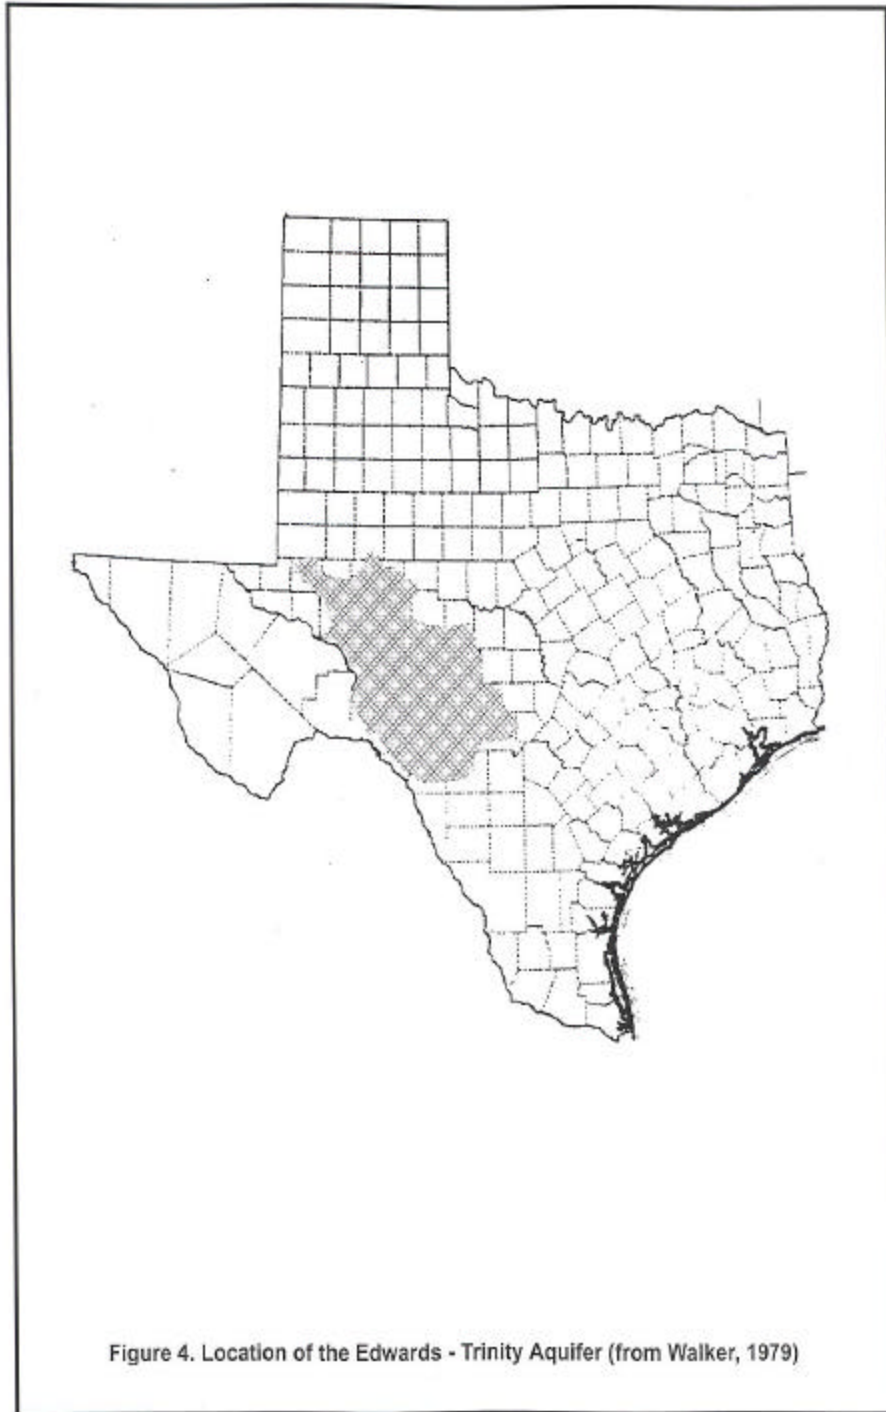 Figure 4. Location of the Edwards - Trinity Aquifer (from Walker, 1979)